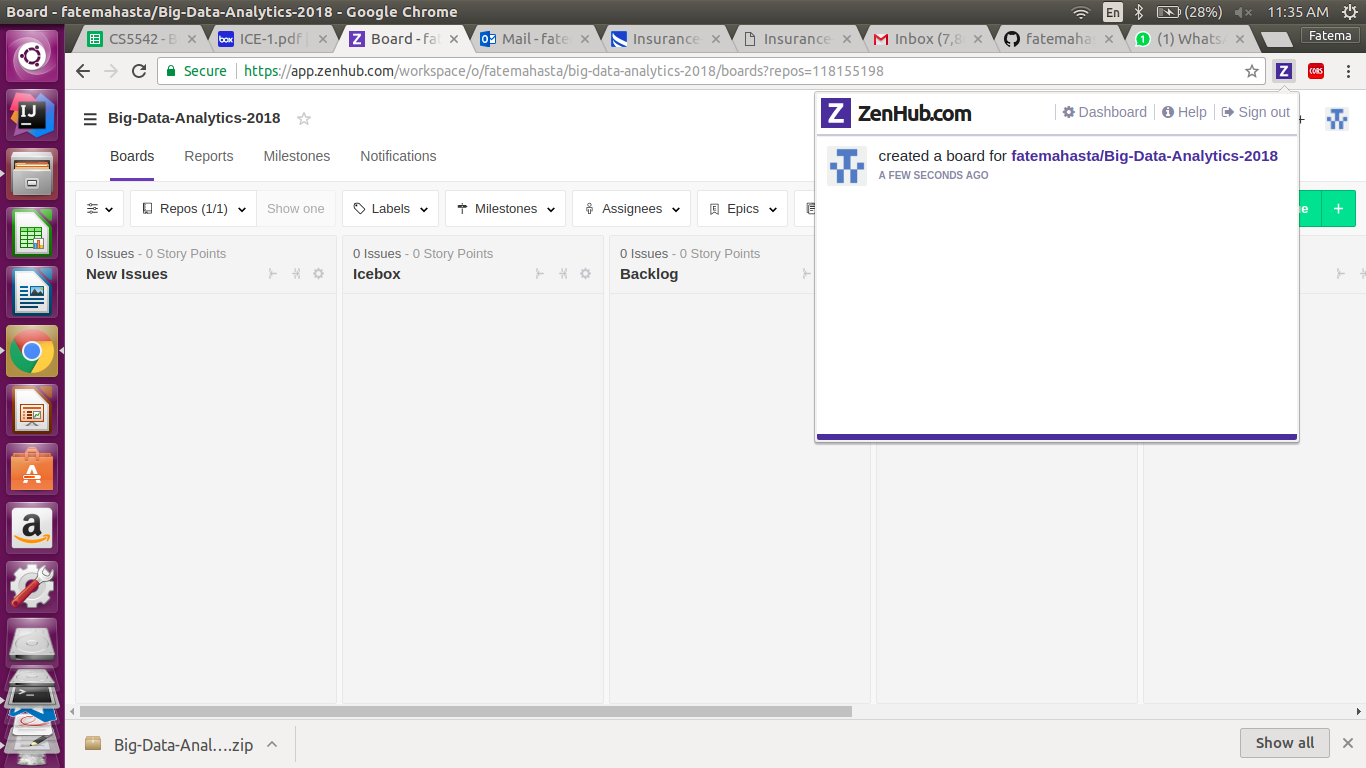 Board - fatemahasta/Big-Data-Analytics-2018 - Google Chrome
En (28%) 11:35 AM
CS5542 - B
ICE-1.pdf
Board - fa
Mail - fate
Insurance
Insurance
Inbox (7,8
fatemahas
(1) Whats
Fatema
Secure https://app.zenhub.com/workspace/o/fatemahasta/big-data-analytics-2018/boards?repos=118155198
CORS
Big-Data-Analytics-2018
ZenHub.com Dashboard Help Sign out
Boards Reports Milestones Notifications
created a board for fatemahasta/Big-Data-Analytics-2018
A FEW SECONDS AGO
Repos (1/1) Show one Labels Milestones Assignees Epics
0 Issues - 0 Story Points
New Issues
0 Issues - 0 Story Points
Icebox
0 Issues - 0 Story Points
Backlog
Big-Data-Anal....zip
Show all